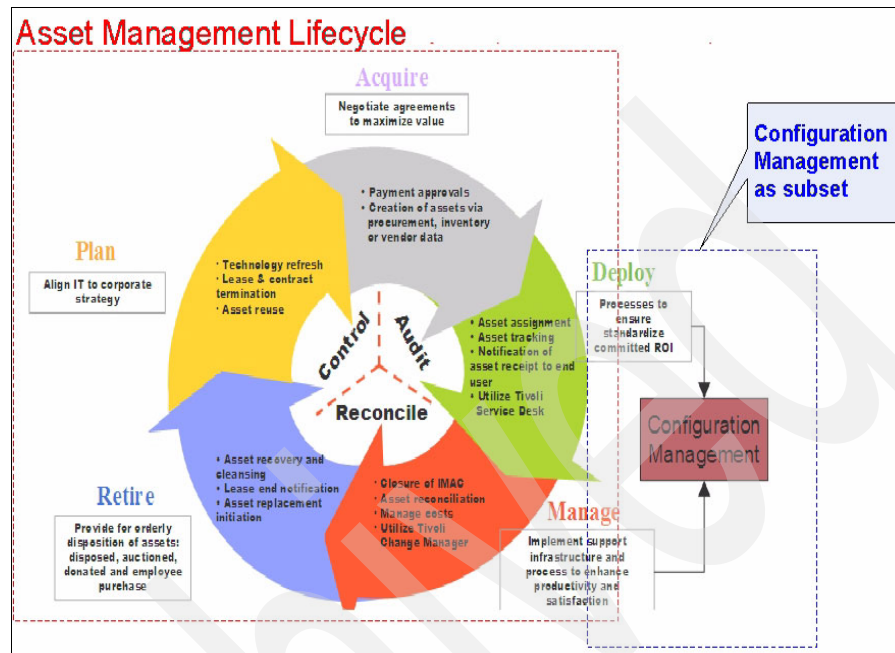 Asset Management Lifecycle
Acquire
Negotiate agreements
to maximize value
Configuration
Management
as subset
• Payment approvals
• Creation of assets via
procurement, inventory
or vendor data
Plan
Align IT to corporate
strategy
• Technology refresh
• Lease & contract
termination
• Asset reuse
Deploy
Processes to
ensure
standardize
committed ROI
• Asset assignment
• Asset tracking
• Notification of
asset receipt to end
user
• Utilize Tivoli
Service Desk
Control
Audit
Reconcile
Configuration
Management
Retire
Provide for orderly
disposition of assets:
disposed, auctioned,
donated and employee
purchase
• Asset recovery and
cleansing
• Lease end notification
• Asset replacement
initiation
• Closure of IMAC
• Asset reconciliation
• Manage costs
• Utilize Tivoli
Change Manager
Manage
Implement support
infrastructure and
process to enhance
productivity and
satisfaction